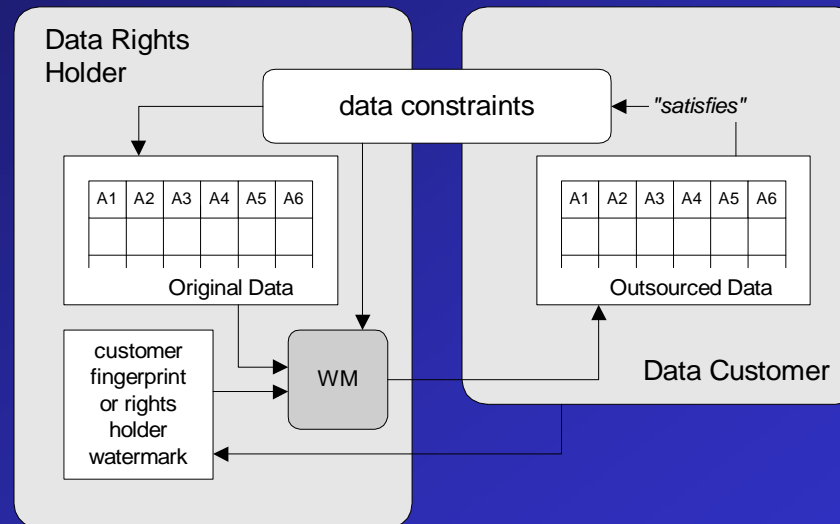 Data Rights
Holder
data constraints
"satisfies"
A1 A2 A3 A4 A5 A6
Original Data
A1 A2 A3 A4 A5 A6
Outsourced Data
customer
fingerprint
or rights
holder
watermark
WM
Data Customer